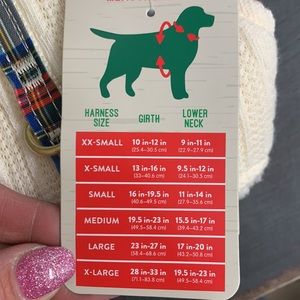 HARNESS SIZE GIRTH LOWER NECK
XX-SMALL 10 in-12 in 9 in-11 in
(25.4-30.5 cm) (22.9-27.9 cm)
X-SMALL 13 in-16 in 9.5 in-12 in
(33-40.6 cm) (24.1-30.5 cm)
SMALL 16 in-19.5 in 11 in-14 in
(40.6-49.5 cm) (27.9-35.6 cm)
MEDIUM 19.5 in-23 in 15.5 in-17 in
(49.5-58.4 cm) (39.4-43.2 cm)
LARGE 23 in-27 in 17 in-20 in
(58.4-68.6 cm) (43.2-50.8 cm)
X-LARGE 28 in-33 in 19.5 in-23 in
(71.1-83.8 cm) (49.5-58.4 cm)